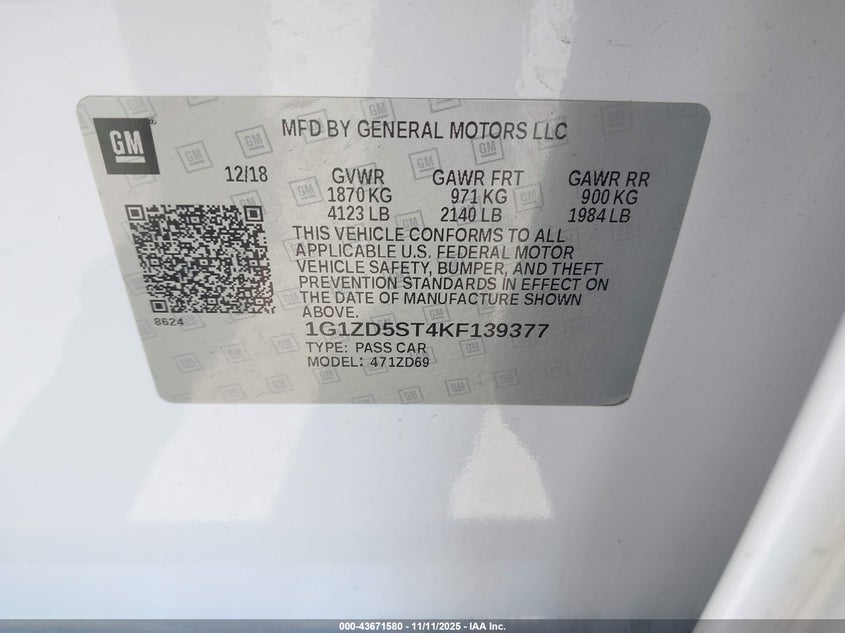 GM
MFD BY GENERAL MOTORS LLC
12/18 GVWR GAWR FRT GAWR RR
1870 KG 971 KG 900 KG
4123 LB 2140 LB 1984 LB
THIS VEHICLE CONFORMS TO ALL
APPLICABLE U.S. FEDERAL MOTOR
VEHICLE SAFETY, BUMPER, AND THEFT
PREVENTION STANDARDS IN EFFECT ON
THE DATE OF MANUFACTURE SHOWN
ABOVE.
8624
1G1ZD5ST4KF139377
TYPE: PASS CAR
MODEL: 471ZD69
000-43671580 - 11/11/2025 - IAA Inc.